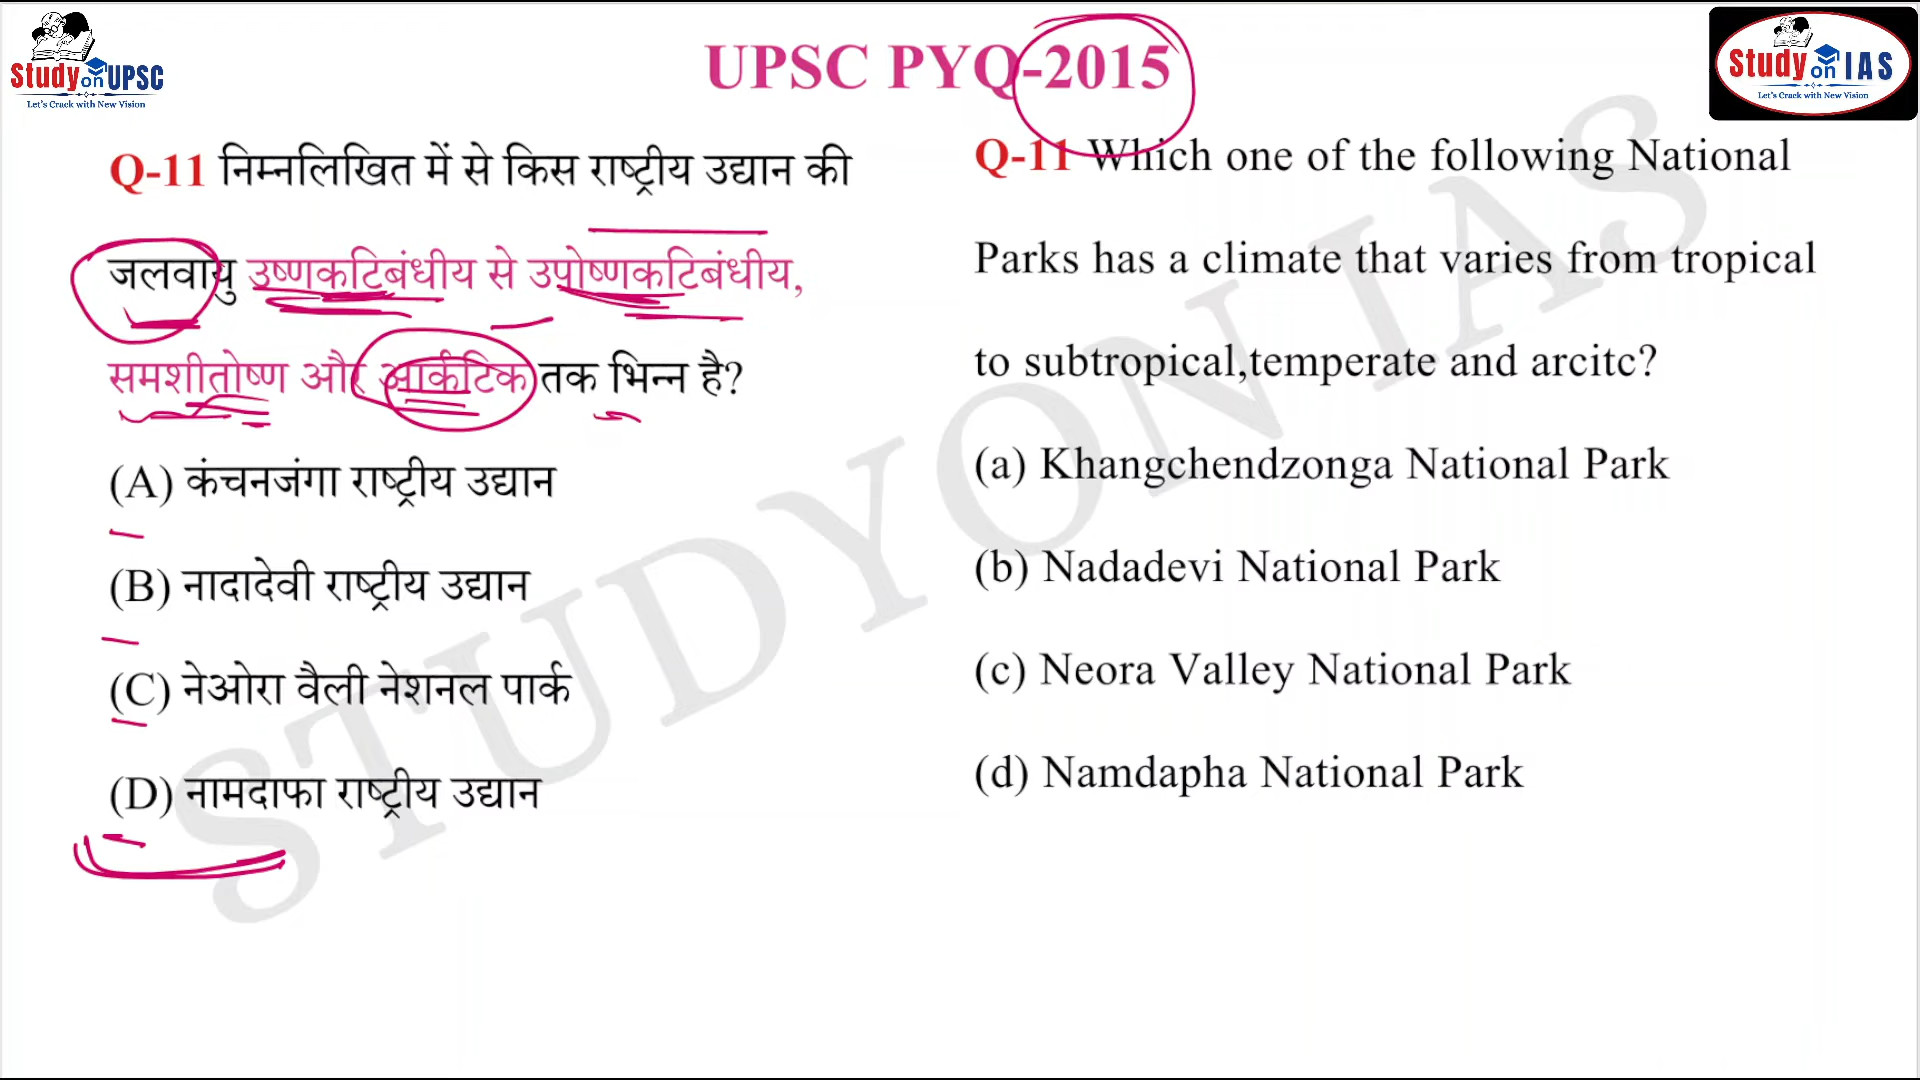 Study on UPSC
Let's Crack with New Vision
UPSC PYQ-2015
Study on IAS
Let's Crack with New Vision
Q-11 निम्नलिखित में से किस राष्ट्रीय उद्यान की
जलवायु उष्णकटिबंधीय से उपोष्णकटिबंधीय,
समशीतोष्ण और आर्कटिक तक भिन्न है?
(A) कंचनजंगा राष्ट्रीय उद्यान
(B) नादादेवी राष्ट्रीय उद्यान
(C) नेओरा वैली नेशनल पार्क
(D) नामदाफा राष्ट्रीय उद्यान
Q-11 Which one of the following National
Parks has a climate that varies from tropical
to subtropical,temperate and arcitc?
(a) Khangchendzonga National Park
(b) Nadadevi National Park
(c) Neora Valley National Park
(d) Namdapha National Park
STUDYON IAS